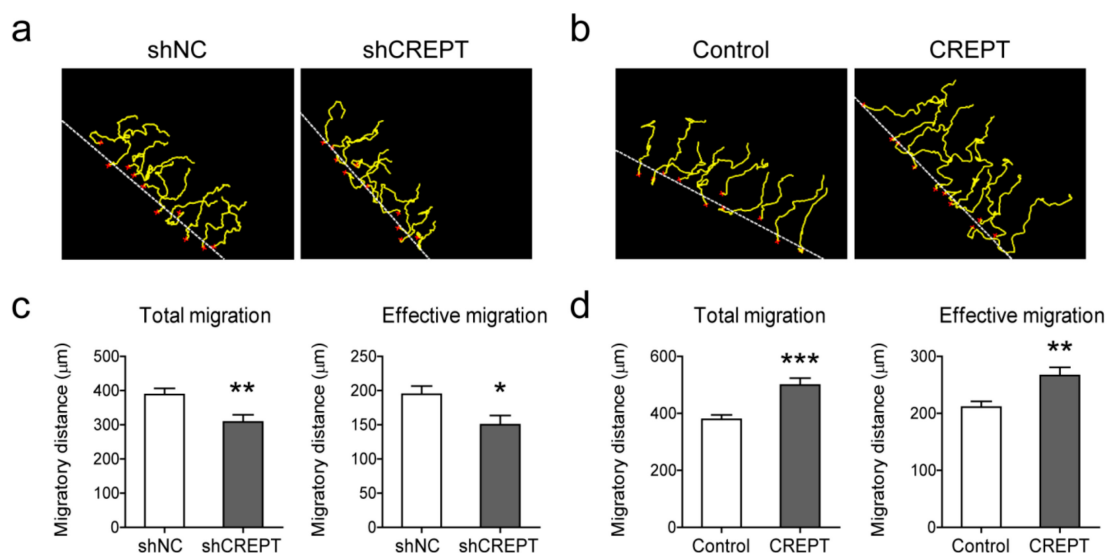 a
shNC shCREPT
b
Control CREPT
c
Total migration
Migratory distance (μm)
500
400
300
200
100
0
**
shNC shCREPT
Effective migration
Migratory distance (μm)
250
200
150
100
50
0
*
shNC shCREPT
d
Total migration
Migratory distance (μm)
600
400
200
0
***
Control CREPT
Effective migration
Migratory distance (μm)
300
200
100
0
**
Control CREPT